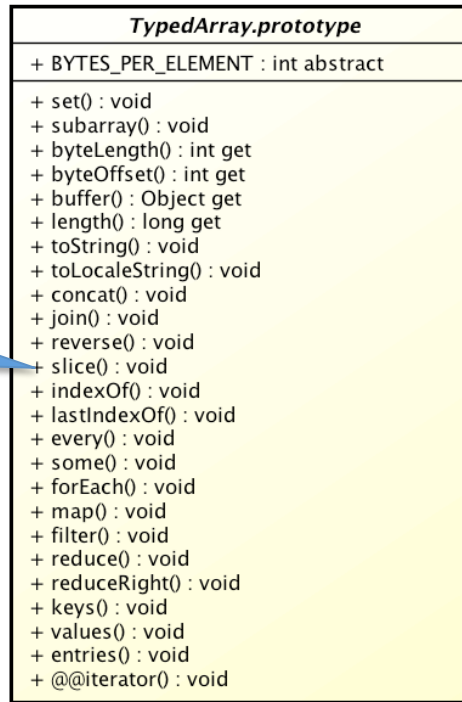 TypedArray.prototype
+ BYTES_PER_ELEMENT : int abstract
+ set() : void
+ subarray() : void
+ byteLength() : int get
+ byteOffset() : int get
+ buffer() : Object get
+ length() : long get
+ toString() : void
+ toLocaleString() : void
+ concat() : void
+ join() : void
+ reverse() : void
+ slice() : void
+ indexOf() : void
+ lastIndexOf() : void
+ every() : void
+ some() : void
+ forEach() : void
+ map() : void
+ filter() : void
+ reduce() : void
+ reduceRight() : void
+ keys() : void
+ values() : void
+ entries() : void
+ @@iterator() : void